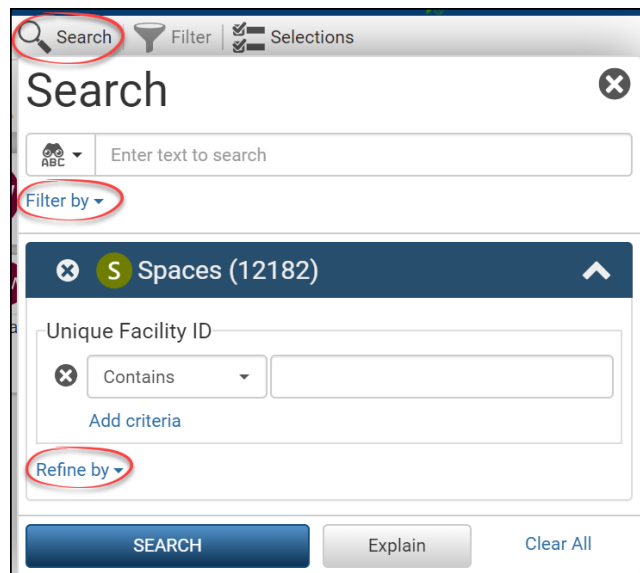 Search Filter Selections
Search
ABC Enter text to search
Filter by
S Spaces (12182)
Unique Facility ID
Contains
Add criteria
Refine by
SEARCH Explain Clear All